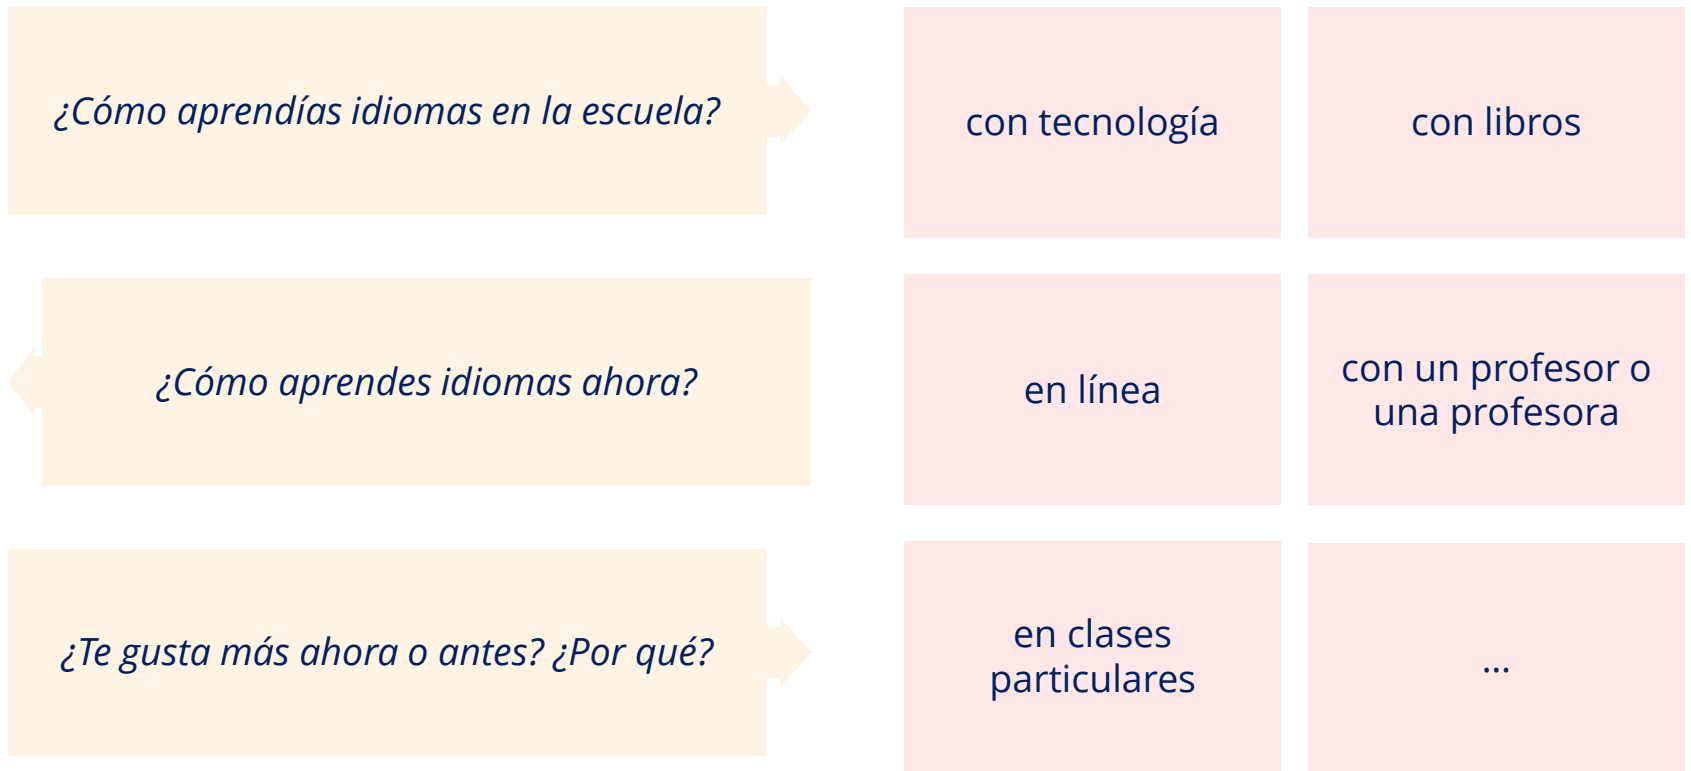 ¿Cómo aprendías idiomas en la escuela?
¿Cómo aprendes idiomas ahora?
¿Te gusta más ahora o antes? ¿Por qué?
con tecnología
con libros
en línea
con un profesor o
una profesora
en clases
particulares
...